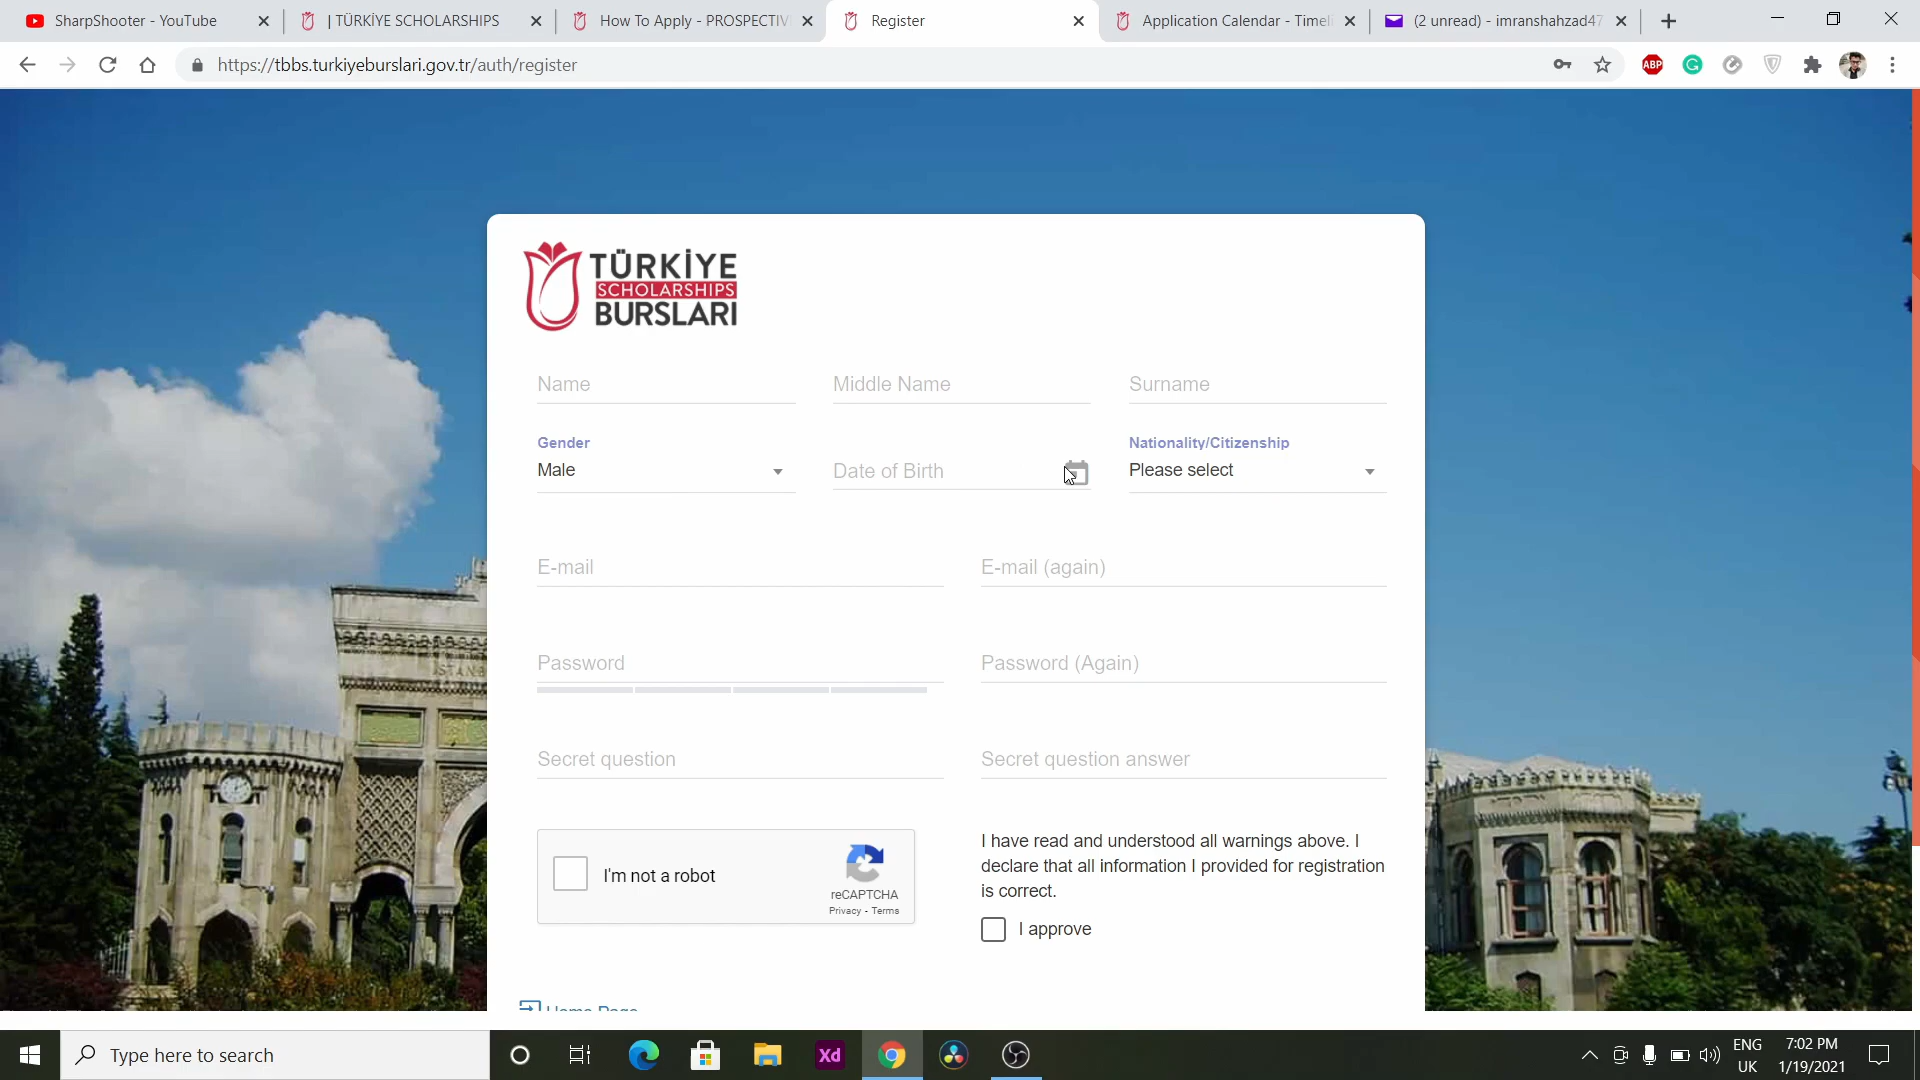 SharpShooter - YouTube
| TÜRKİYE SCHOLARSHIPS
How To Apply - PROSPECTIV
Register
Application Calendar - Timeli
(2 unread) - imranshahzad47
https://tbbs.turkiyeburslari.gov.tr/auth/register
ABP
TÜRKİYE
SCHOLARSHIPS
BURSLARI
Name
Middle Name
Surname
Gender
Male
Date of Birth
Nationality/Citizenship
Please select
E-mail
E-mail (again)
Password
Password (Again)
Secret question
Secret question answer
I'm not a robot
reCAPTCHA
Privacy - Terms
I have read and understood all warnings above. I
declare that all information I provided for registration
is correct.
I approve
Home Page
Type here to search
Xd
ENG
UK
7:02 PM
1/19/2021